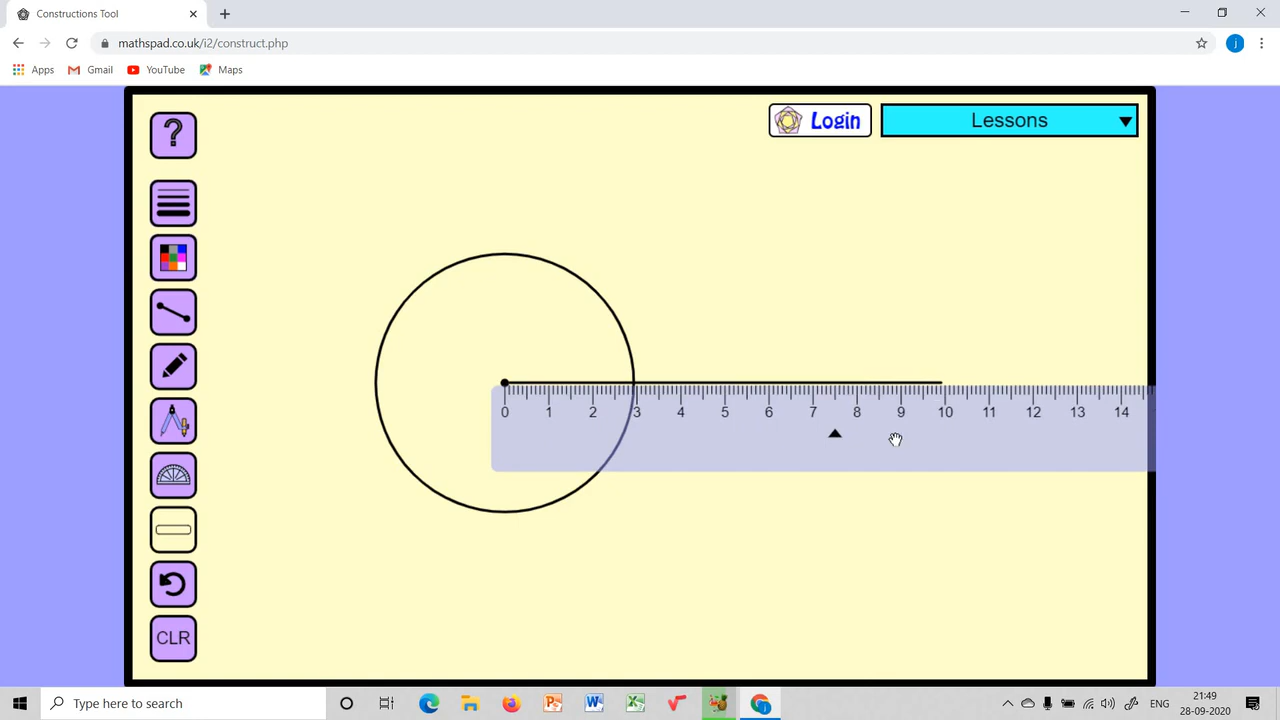 Constructions Tool
mathspad.co.uk/i2/construct.php
j
Apps Gmail YouTube Maps
?
Login Lessons
0 1 2 3 4 5 6 7 8 9 10 11 12 13 14
CLR
Type here to search
ENG 21:49
28-09-2020